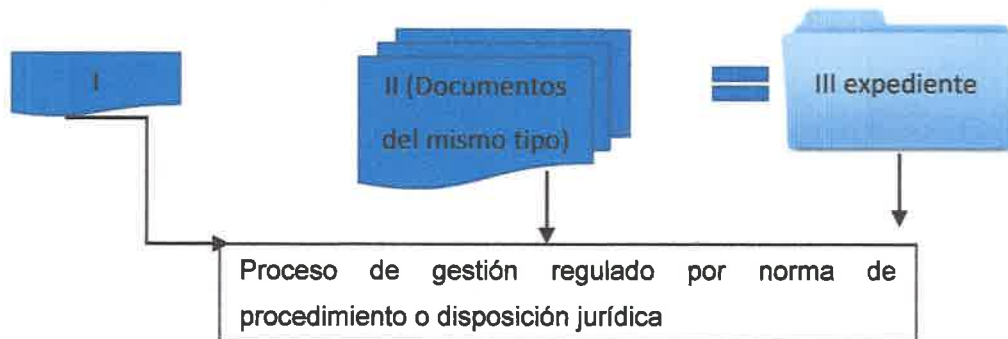 I
II (Documentos
del mismo tipo)
III expediente
Proceso de gestión regulado por norma de
procedimiento o disposición jurídica